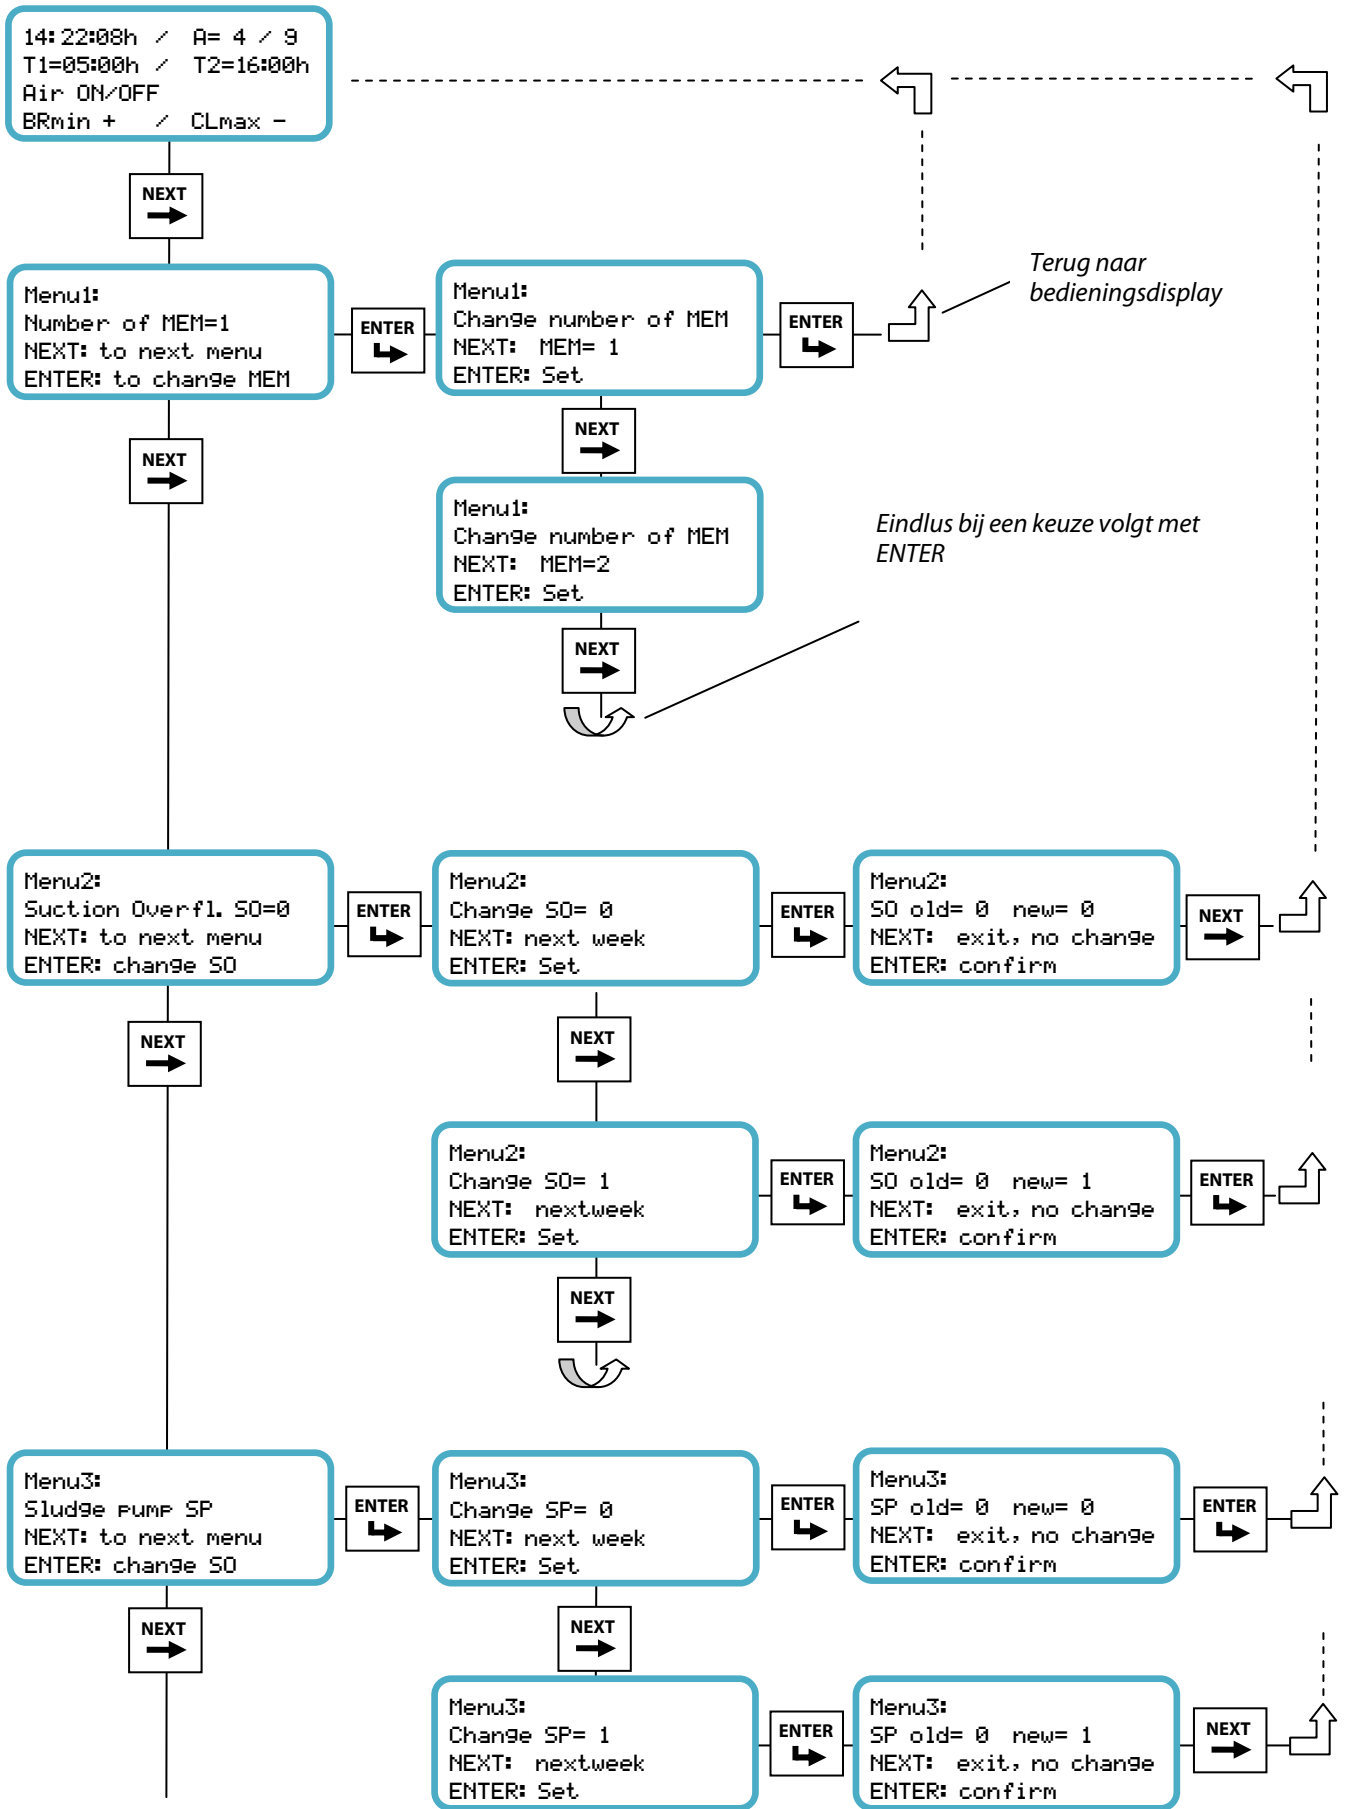 14:22:08h / A= 4 / 9
T1=05:00h / T2=16:00h
Air ON/OFF
BRmin + / CLmax -
NEXT
Menu1:
Number of MEM=1
NEXT: to next menu
ENTER: to change MEM
ENTER
Menu1:
Change number of MEM
NEXT: MEM= 1
ENTER: Set
ENTER
Terug naar
bedieningsdisplay
NEXT
NEXT
Menu1:
Change number of MEM
NEXT: MEM=2
ENTER: Set
Eindlus bij een keuze volgt met
ENTER
NEXT
Menu2:
Suction Overfl. SO=0
NEXT: to next menu
ENTER: change SO
ENTER
Menu2:
Change SO= 0
NEXT: next week
ENTER: Set
ENTER
Menu2:
SO old= 0 new= 0
NEXT: exit, no change
ENTER: confirm
NEXT
NEXT
NEXT
Menu2:
Change SO= 1
NEXT: nextweek
ENTER: Set
ENTER
Menu2:
SO old= 0 new= 1
NEXT: exit, no change
ENTER: confirm
ENTER
NEXT
Menu3:
Sludge pump SP
NEXT: to next menu
ENTER: change SO
ENTER
Menu3:
Change SP= 0
NEXT: next week
ENTER: Set
ENTER
Menu3:
SP old= 0 new= 0
NEXT: exit, no change
ENTER: confirm
ENTER
NEXT
NEXT
Menu3:
Change SP= 1
NEXT: nextweek
ENTER: Set
ENTER
Menu3:
SP old= 0 new= 1
NEXT: exit, no change
ENTER: confirm
NEXT